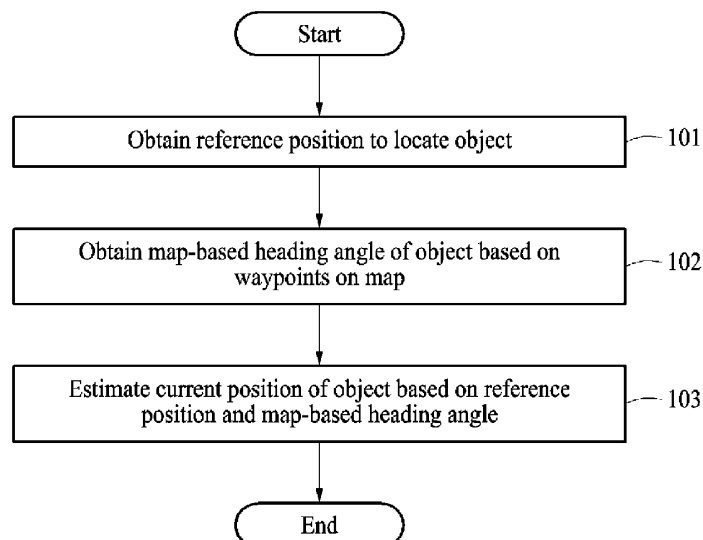 Start
Obtain reference position to locate object
101
Obtain map-based heading angle of object based on
waypoints on map
102
Estimate current position of object based on reference
position and map-based heading angle
103
End